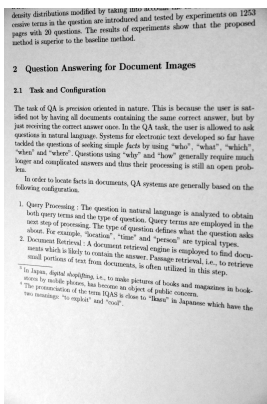 density distributions modified by taking into account
cessive terms in the question are introduced and tested by experiments on 1253
pages with 20 questions. The results of experiments show that the proposed
method is superior to the baseline method.
2 Question Answering for Document Images
2.1 Task and Configuration
The task of QA is precision oriented in nature. This is because the user is sat-
isfied not by having all documents containing the same correct answer, but by
just receiving the correct answer once. In the QA task, the user is allowed to ask
questions in natural language. Systems for electronic text developed so far have
tackled the questions of seeking simple facts by using "who", "what", "which",
"when" and "where". Questions using "why" and "how" generally require much
longer and complicated answers and thus their processing is still an open prob-
lem.
In order to locate facts in documents, QA systems are generally based on the
following configuration.
1. Query Processing : The question in natural language is analyzed to obtain
both query terms and the type of question. Query terms are employed in the
next step of processing. The type of question defines what the question asks
about. For example, "location", "time" and "person" are typical types.
2. Document Retrieval : A document retrieval engine is employed to find docu-
ments which is likely to contain the answer. Passage retrieval, i.e., to retrieve
small portions of text from documents, is often utilized in this step.
3 In Japan, digital shoplifting, i.e., to make pictures of books and magazines in book-
stores by mobile phones, has become an object of public concern.
4 The pronunciation of the term IQAS is close to "Ikasu" in Japanese which have the
two meanings: "to exploit" and "cool".